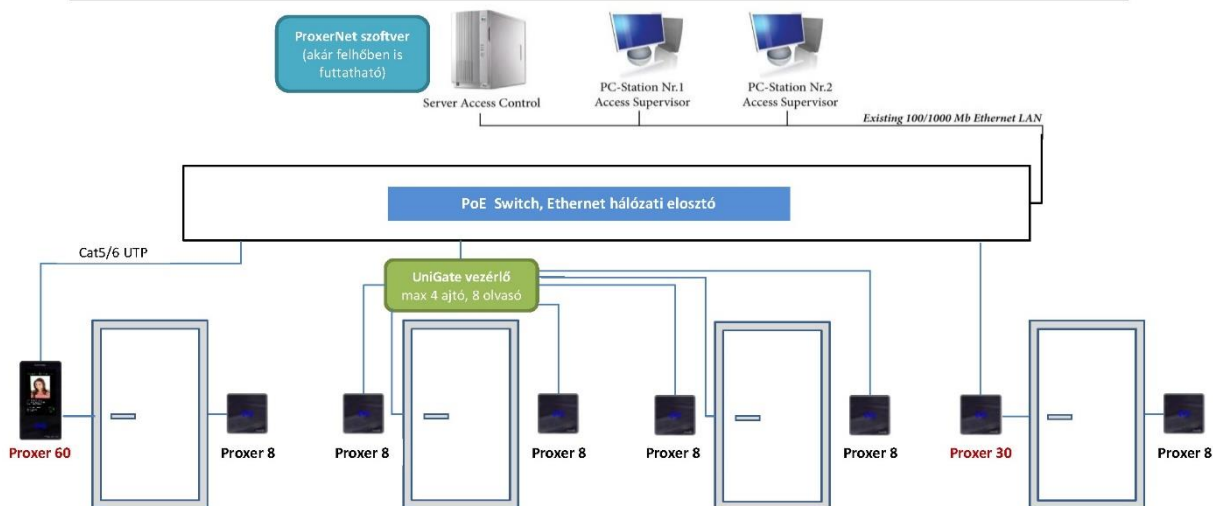 ProxerNet szoftver
(akár felhőben is
futtatható)
Server Access Control
PC-Station Nr.1
Access Supervisor
PC-Station Nr.2
Access Supervisor
Existing 100/1000 Mb Ethernet LAN
PoE Switch, Ethernet hálózati elosztó
Cat5/6 UTP
UniGate vezérlő
max 4 ajtó, 8 olvasó
Proxer 60
Proxer 8
Proxer 8
Proxer 8
Proxer 8
Proxer 8
Proxer 30
Proxer 8